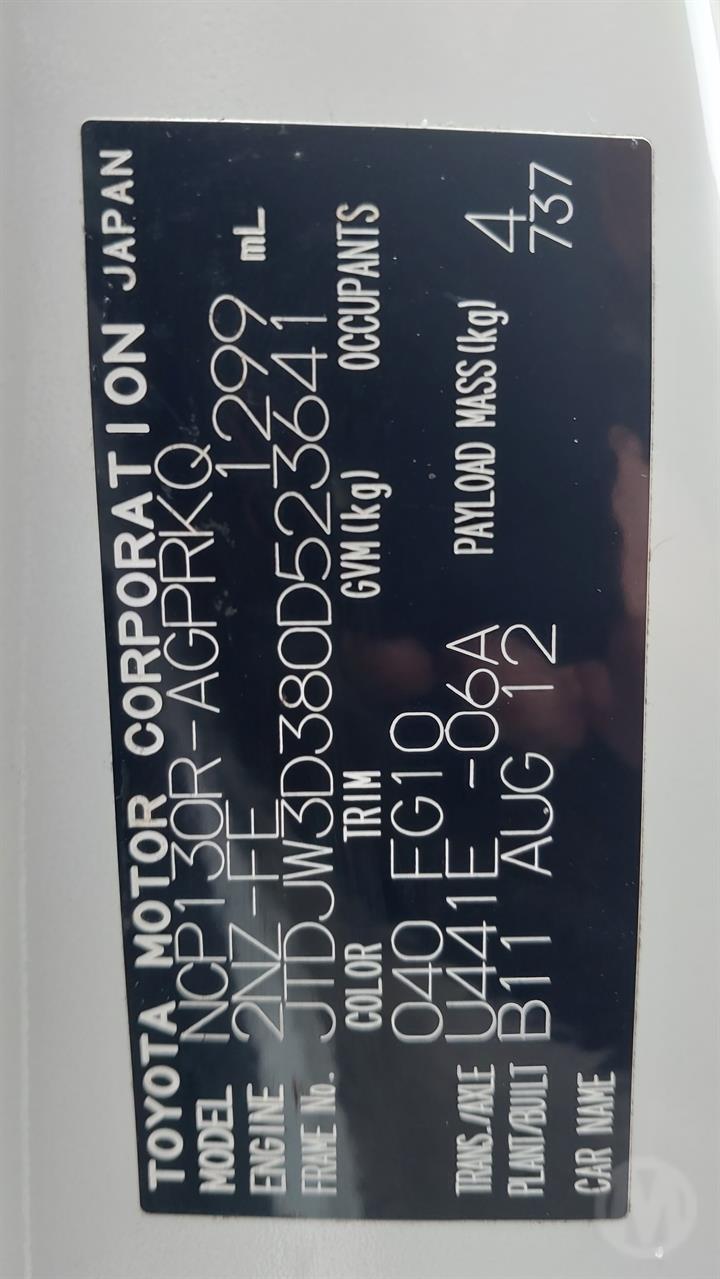 TOYOTA MOTOR CORPORATION JAPAN
MODEL NCP130R-AGPRKQ
ENGINE 2NZ-FE 1299 mL
FRAME No. JTDJW3D380D523641
COLOR TRIM GVM(kg) OCCUPANTS
040 FG10
TRANS./AXLE U441E -06A PAYLOAD MASS(kg) 4
PLANT/BUILT B11 AUG 12 737
CAR NAME
M